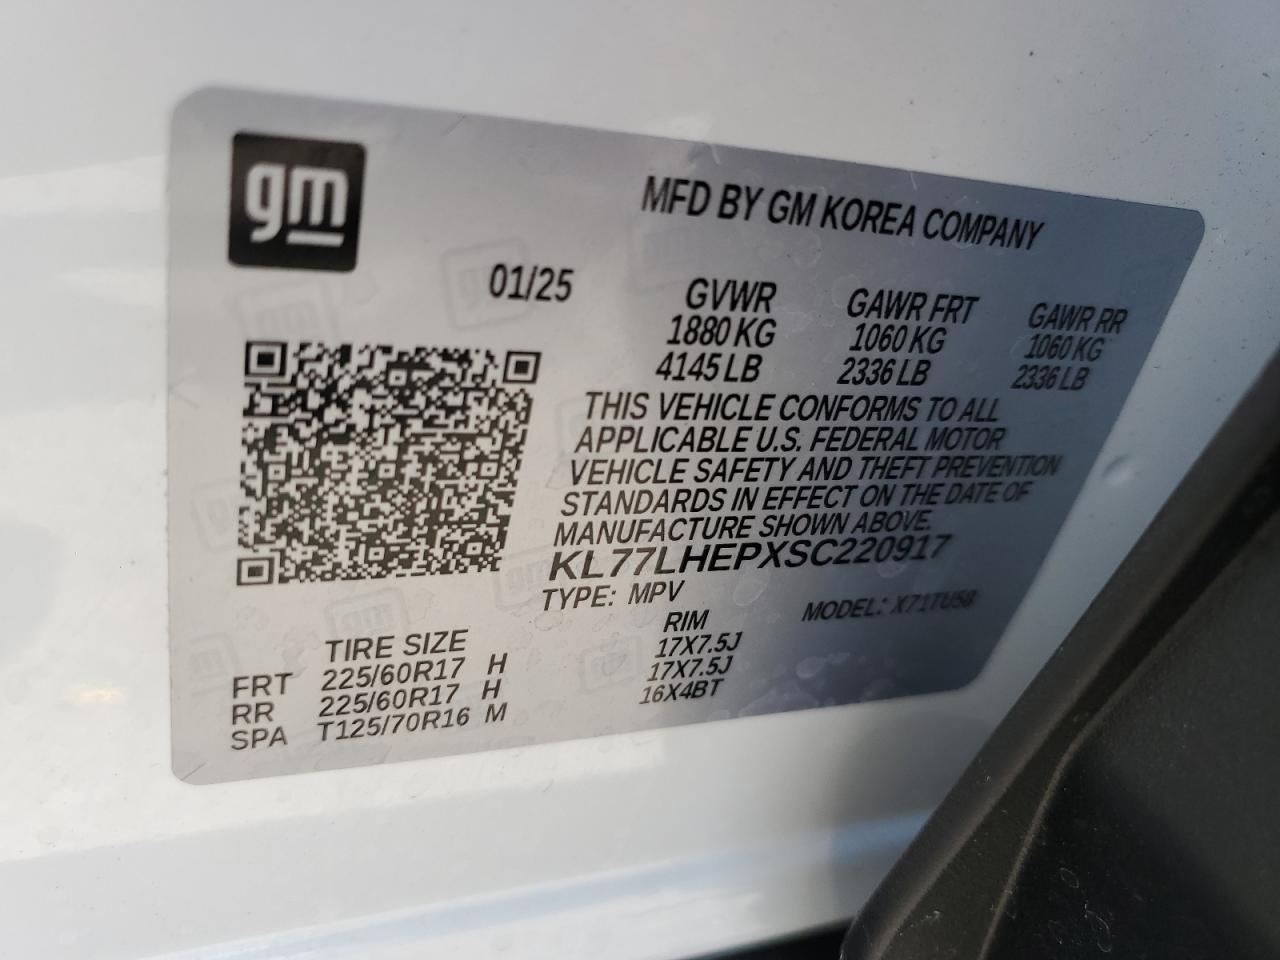 gm
MFD BY GM KOREA COMPANY
01/25
GVWR GAWR FRT GAWR RR
1880 KG 1060 KG 1060 KG
4145 LB 2336 LB 2336 LB
THIS VEHICLE CONFORMS TO ALL
APPLICABLE U.S. FEDERAL MOTOR
VEHICLE SAFETY AND THEFT PREVENTION
STANDARDS IN EFFECT ON THE DATE OF
MANUFACTURE SHOWN ABOVE.
KL77LHEPXSC220917
TYPE: MPV MODEL:
TIRE SIZE RIM
FRT 225/60R17 H 17X7.5J
RR 225/60R17 H 17X7.5J
SPA T125/70R16 M 16X4BT